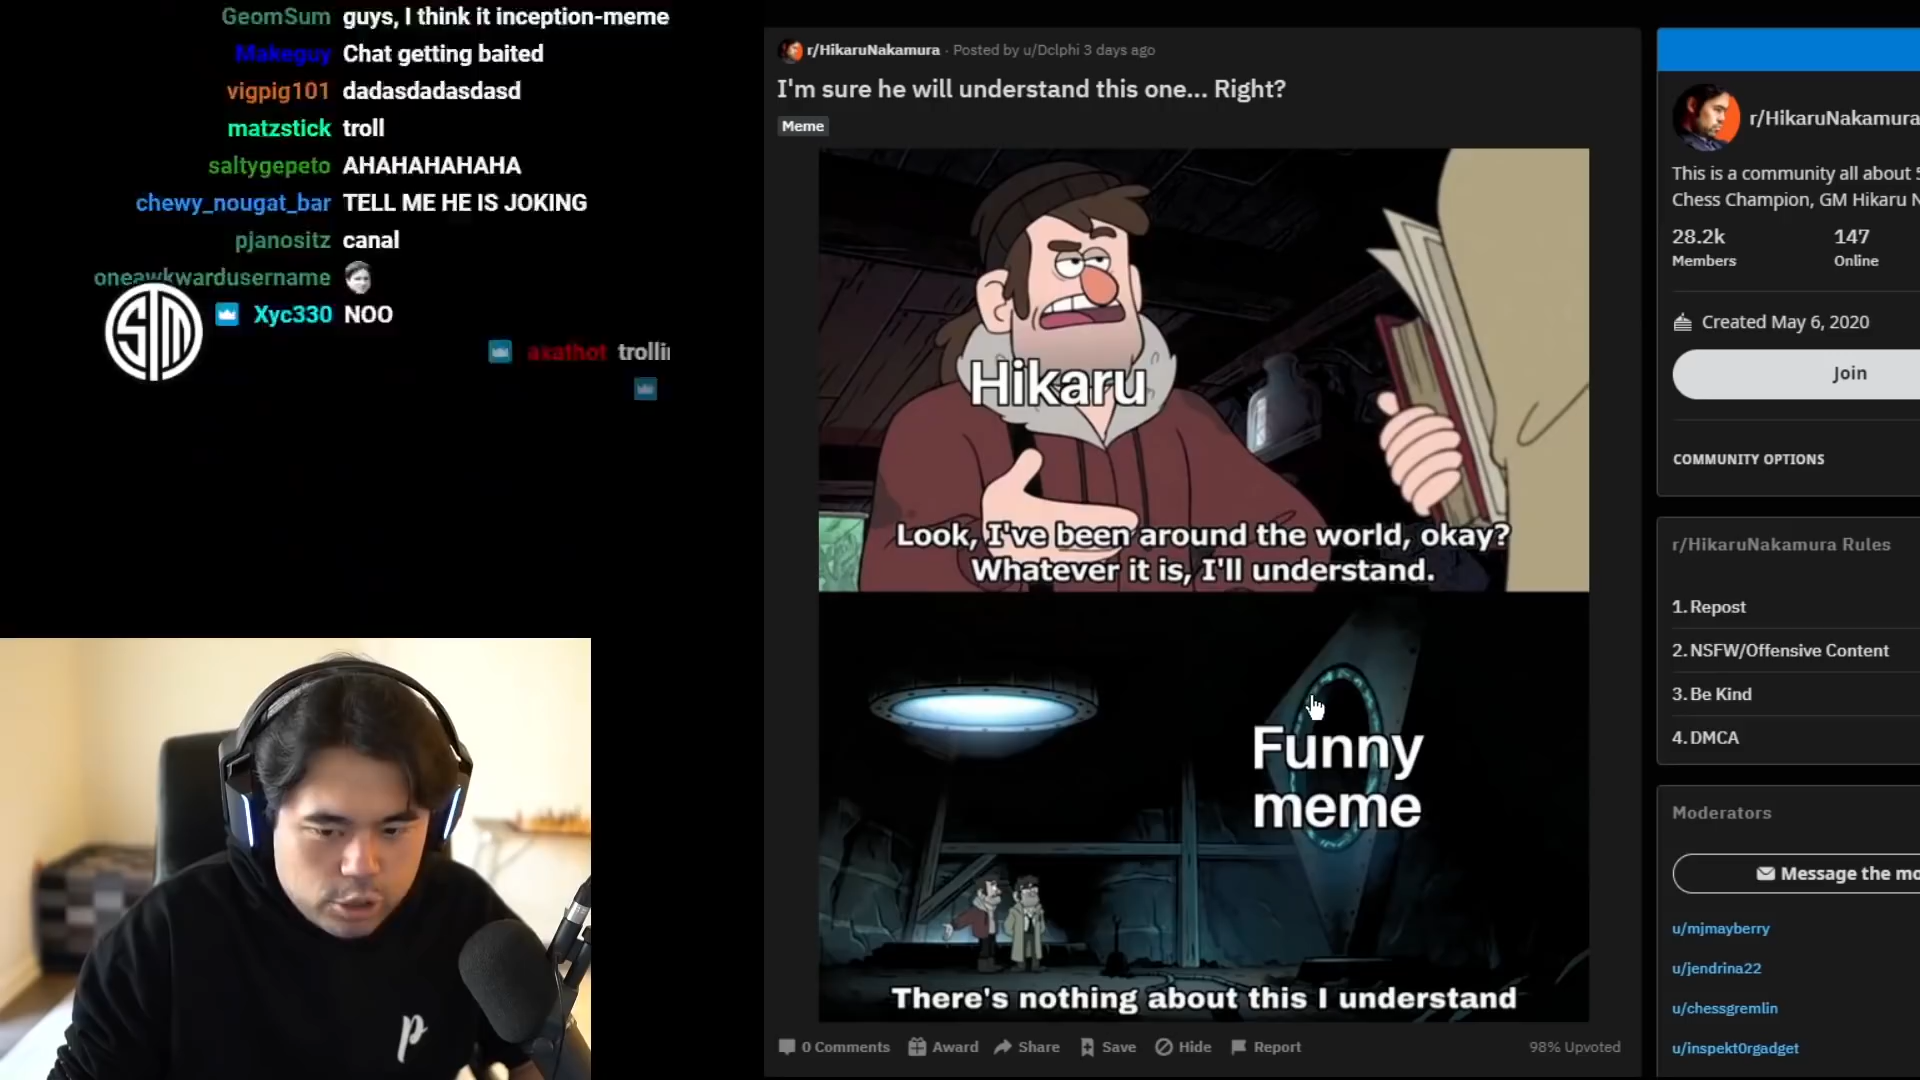 GeomSum guys, I think it inception-meme
Makeguy Chat getting baited
vigpig101 dadasdadasdasd
matzstick troll
saltygepeto AHAHAHAHAHA
chewy_nougat_bar TELL ME HE IS JOKING
pjanositz canal
oneawkwardusername
Xyc330 NOO
axathot trollin
TSM
p
r/HikaruNakamura · Posted by u/Dclphi 3 days ago
I'm sure he will understand this one... Right?
Meme
Hikaru
Look, I've been around the world, okay?
Whatever it is, I'll understand.
Funny
meme
There's nothing about this I understand
0 Comments Award Share Save Hide Report 98% Upvoted
r/HikaruNakamura
This is a community all about 5
Chess Champion, GM Hikaru N
28.2k 147
Members Online
Created May 6, 2020
Join
COMMUNITY OPTIONS
r/HikaruNakamura Rules
1. Repost
2. NSFW/Offensive Content
3. Be Kind
4. DMCA
Moderators
Message the mo
u/mjmayberry
u/jendrina22
u/chessgremlin
u/inspekt0rgadget